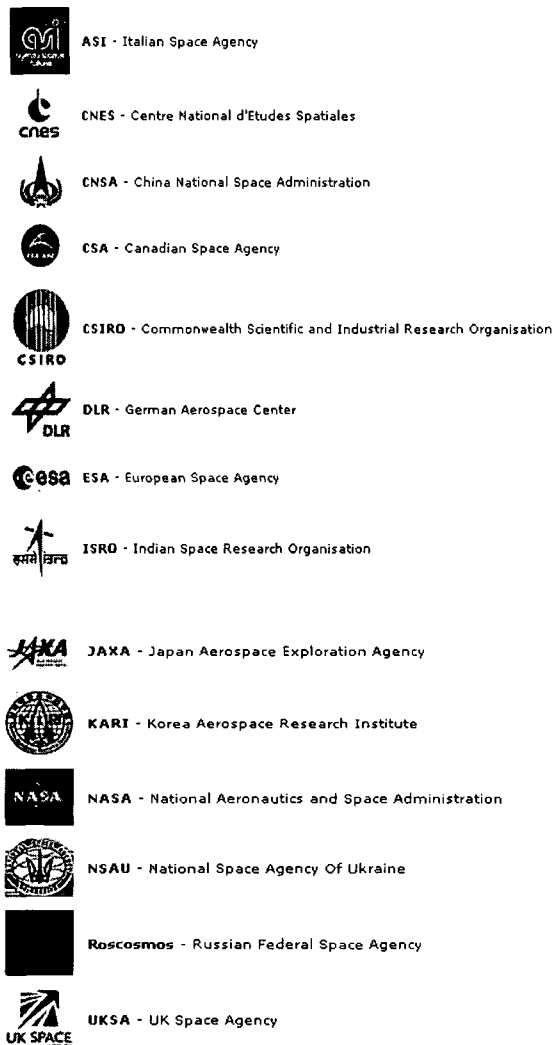 asi
ASI - Italian Space Agency
cnes
CNES - Centre National d'Etudes Spatiales
CNSA - China National Space Administration
CSA - Canadian Space Agency
CSIRO
CSIRO - Commonwealth Scientific and Industrial Research Organisation
DLR
DLR - German Aerospace Center
esa
ESA - European Space Agency
इसरो isro
ISRO - Indian Space Research Organisation
JAXA
JAXA - Japan Aerospace Exploration Agency
KARI
KARI - Korea Aerospace Research Institute
NASA
NASA - National Aeronautics and Space Administration
NSAU - National Space Agency Of Ukraine
Roscosmos - Russian Federal Space Agency
UK SPACE
UKSA - UK Space Agency